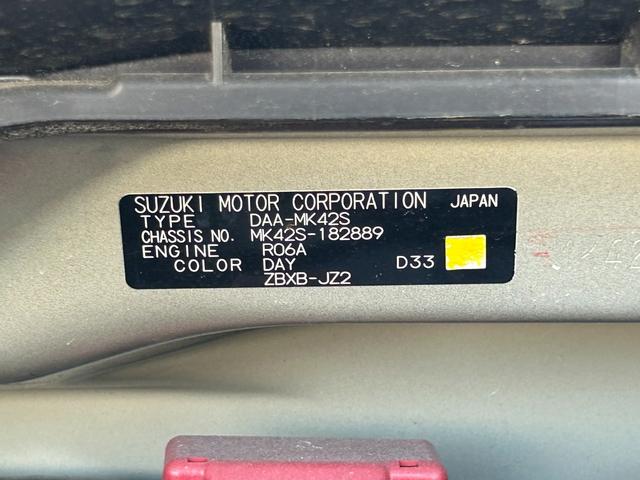 SUZUKI MOTOR CORPORATION JAPAN
TYPE DAA-MK42S
CHASSIS NO. MK42S-182889
ENGINE R06A
COLOR DAY D33
ZBXB-JZ2